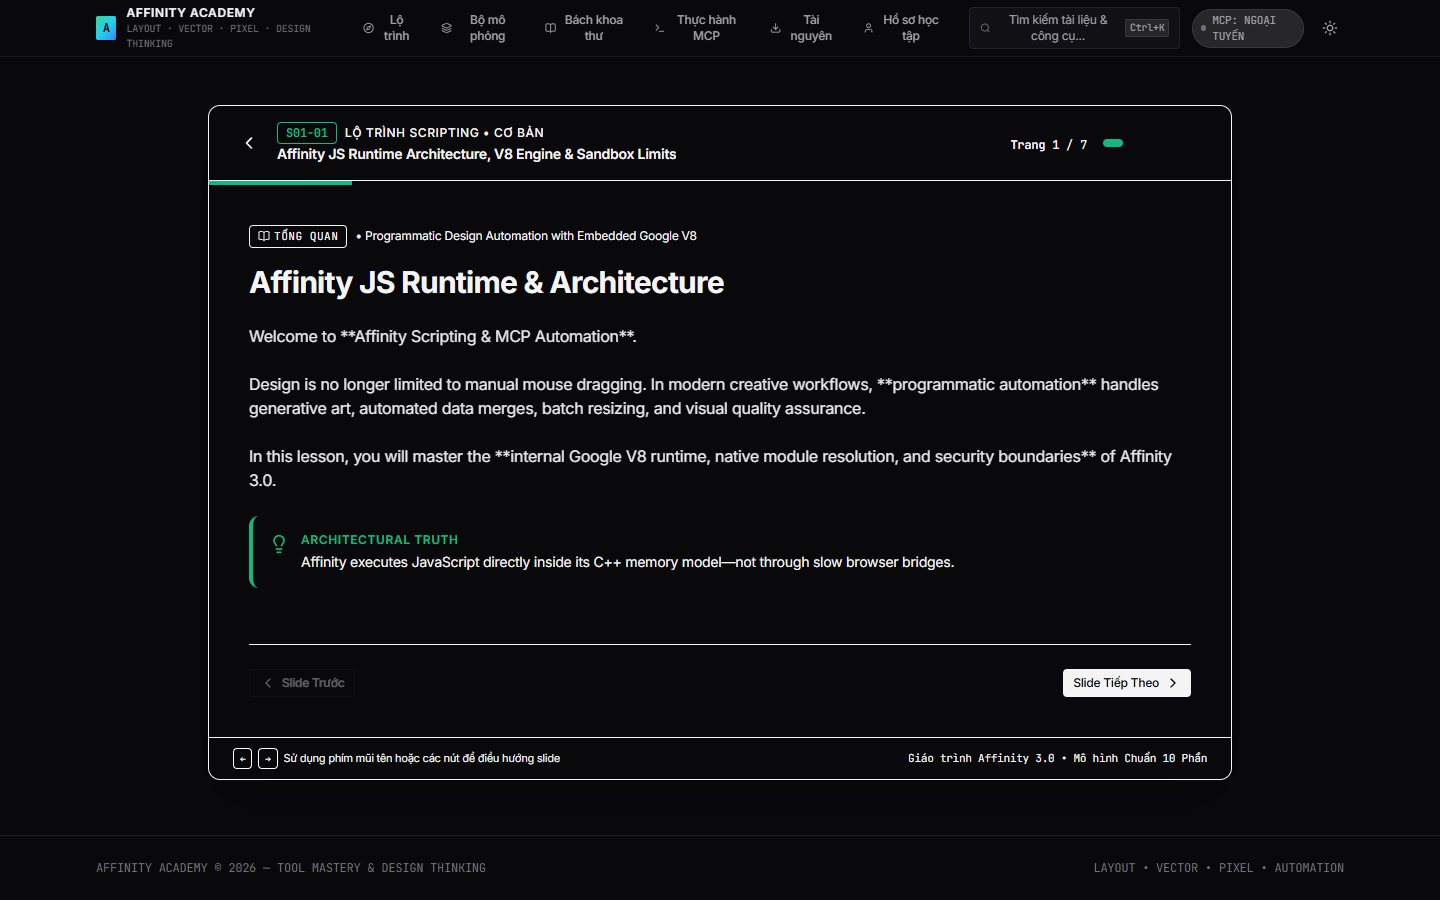 A
AFFINITY ACADEMY
LAYOUT · VECTOR · PIXEL · DESIGN
THINKING
Lộ
trình
Bộ mô
phỏng
Bách khoa
thư
Thực hành
MCP
Tài
nguyên
Hồ sơ học
tập
Tìm kiếm tài liệu &
công cụ...
Ctrl+K
MCP: NGOẠI
TUYẾN
S01-01 LỘ TRÌNH SCRIPTING • CƠ BẢN
Affinity JS Runtime Architecture, V8 Engine & Sandbox Limits
Trang 1 / 7
TỔNG QUAN • Programmatic Design Automation with Embedded Google V8
Affinity JS Runtime & Architecture
Welcome to **Affinity Scripting & MCP Automation**.
Design is no longer limited to manual mouse dragging. In modern creative workflows, **programmatic automation** handles
generative art, automated data merges, batch resizing, and visual quality assurance.
In this lesson, you will master the **internal Google V8 runtime, native module resolution, and security boundaries** of Affinity
3.0.
ARCHITECTURAL TRUTH
Affinity executes JavaScript directly inside its C++ memory model—not through slow browser bridges.
Slide Trước
Slide Tiếp Theo
← → Sử dụng phím mũi tên hoặc các nút để điều hướng slide
Giáo trình Affinity 3.0 • Mô hình Chuẩn 10 Phần
AFFINITY ACADEMY © 2026 — TOOL MASTERY & DESIGN THINKING
LAYOUT • VECTOR • PIXEL • AUTOMATION